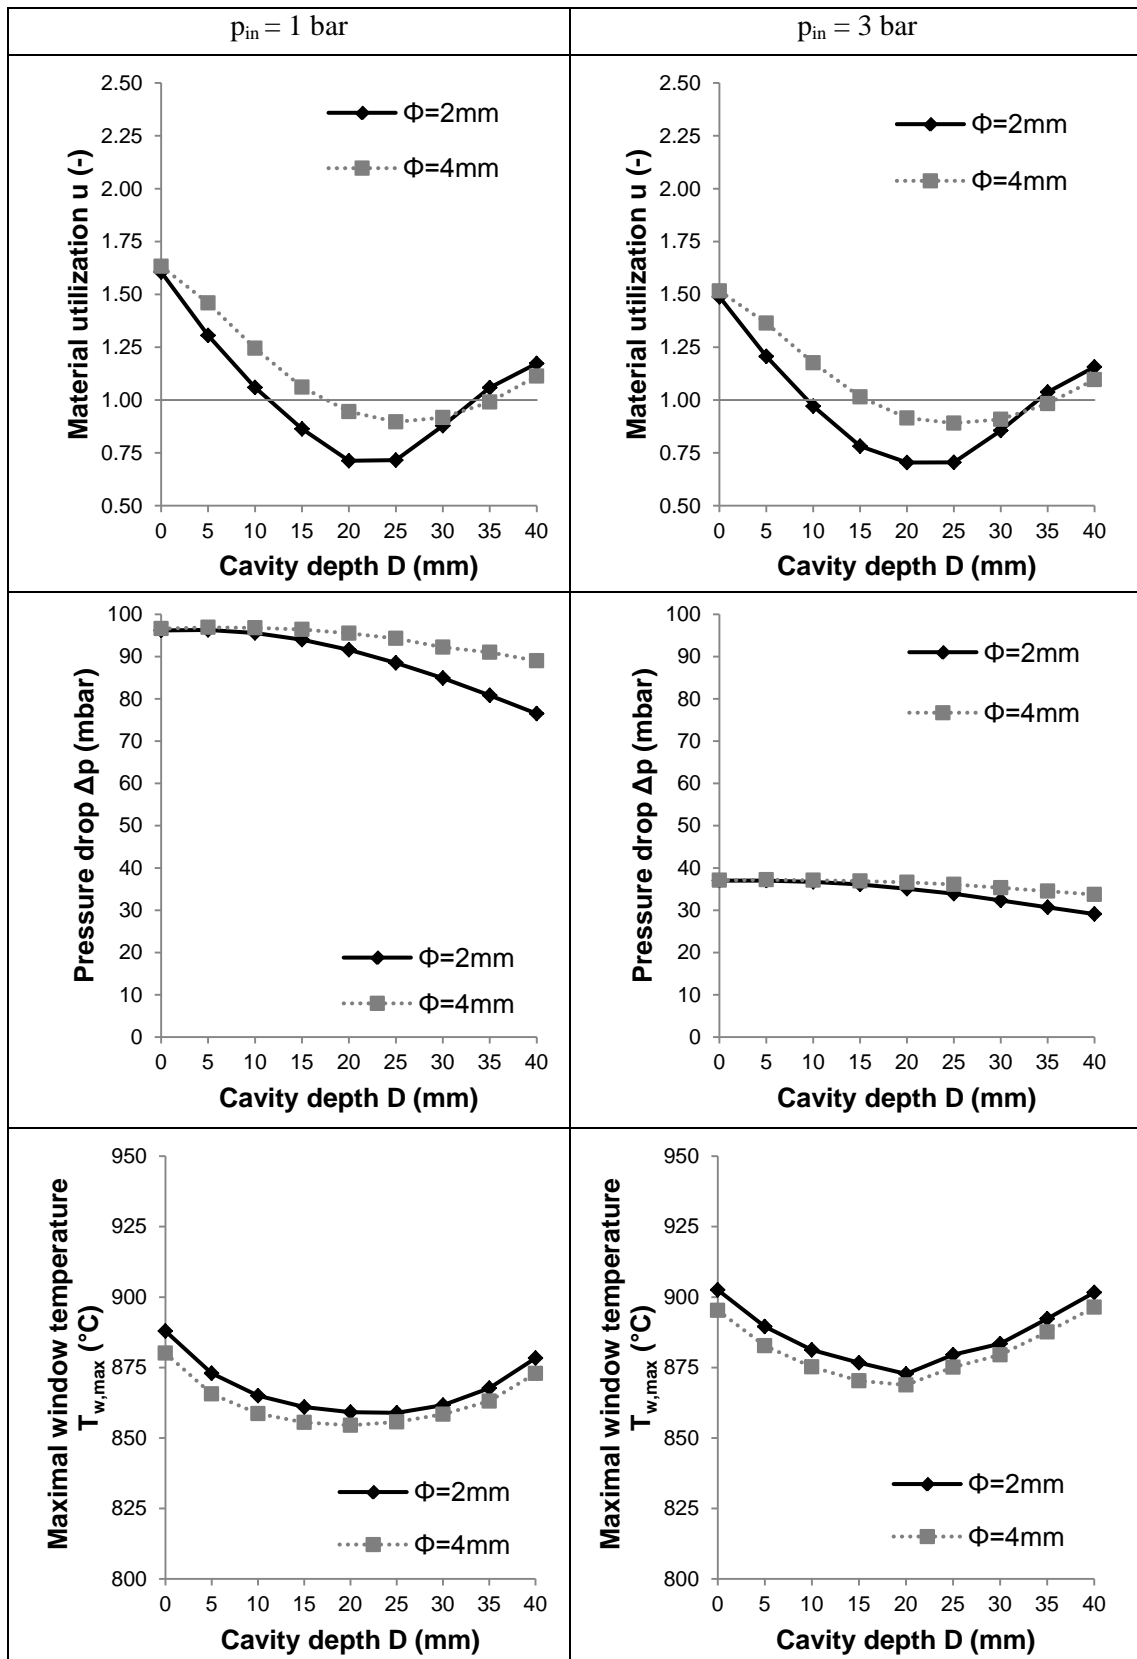 p_in = 1 bar
p_in = 3 bar
2.50
2.25
2.00
1.75
1.50
1.25
1.00
0.75
0.50
Material utilization u (-)
Φ=2mm
Φ=4mm
0 5 10 15 20 25 30 35 40
Cavity depth D (mm)
2.50
2.25
2.00
1.75
1.50
1.25
1.00
0.75
0.50
Material utilization u (-)
Φ=2mm
Φ=4mm
0 5 10 15 20 25 30 35 40
Cavity depth D (mm)
100
90
80
70
60
50
40
30
20
10
0
Pressure drop Δp (mbar)
Φ=2mm
Φ=4mm
0 5 10 15 20 25 30 35 40
Cavity depth D (mm)
100
90
80
70
60
50
40
30
20
10
0
Pressure drop Δp (mbar)
Φ=2mm
Φ=4mm
0 5 10 15 20 25 30 35 40
Cavity depth D (mm)
950
925
900
875
850
825
800
Maximal window temperature
T_w,max (°C)
Φ=2mm
Φ=4mm
0 5 10 15 20 25 30 35 40
Cavity depth D (mm)
950
925
900
875
850
825
800
Maximal window temperature
T_w,max (°C)
Φ=2mm
Φ=4mm
0 5 10 15 20 25 30 35 40
Cavity depth D (mm)